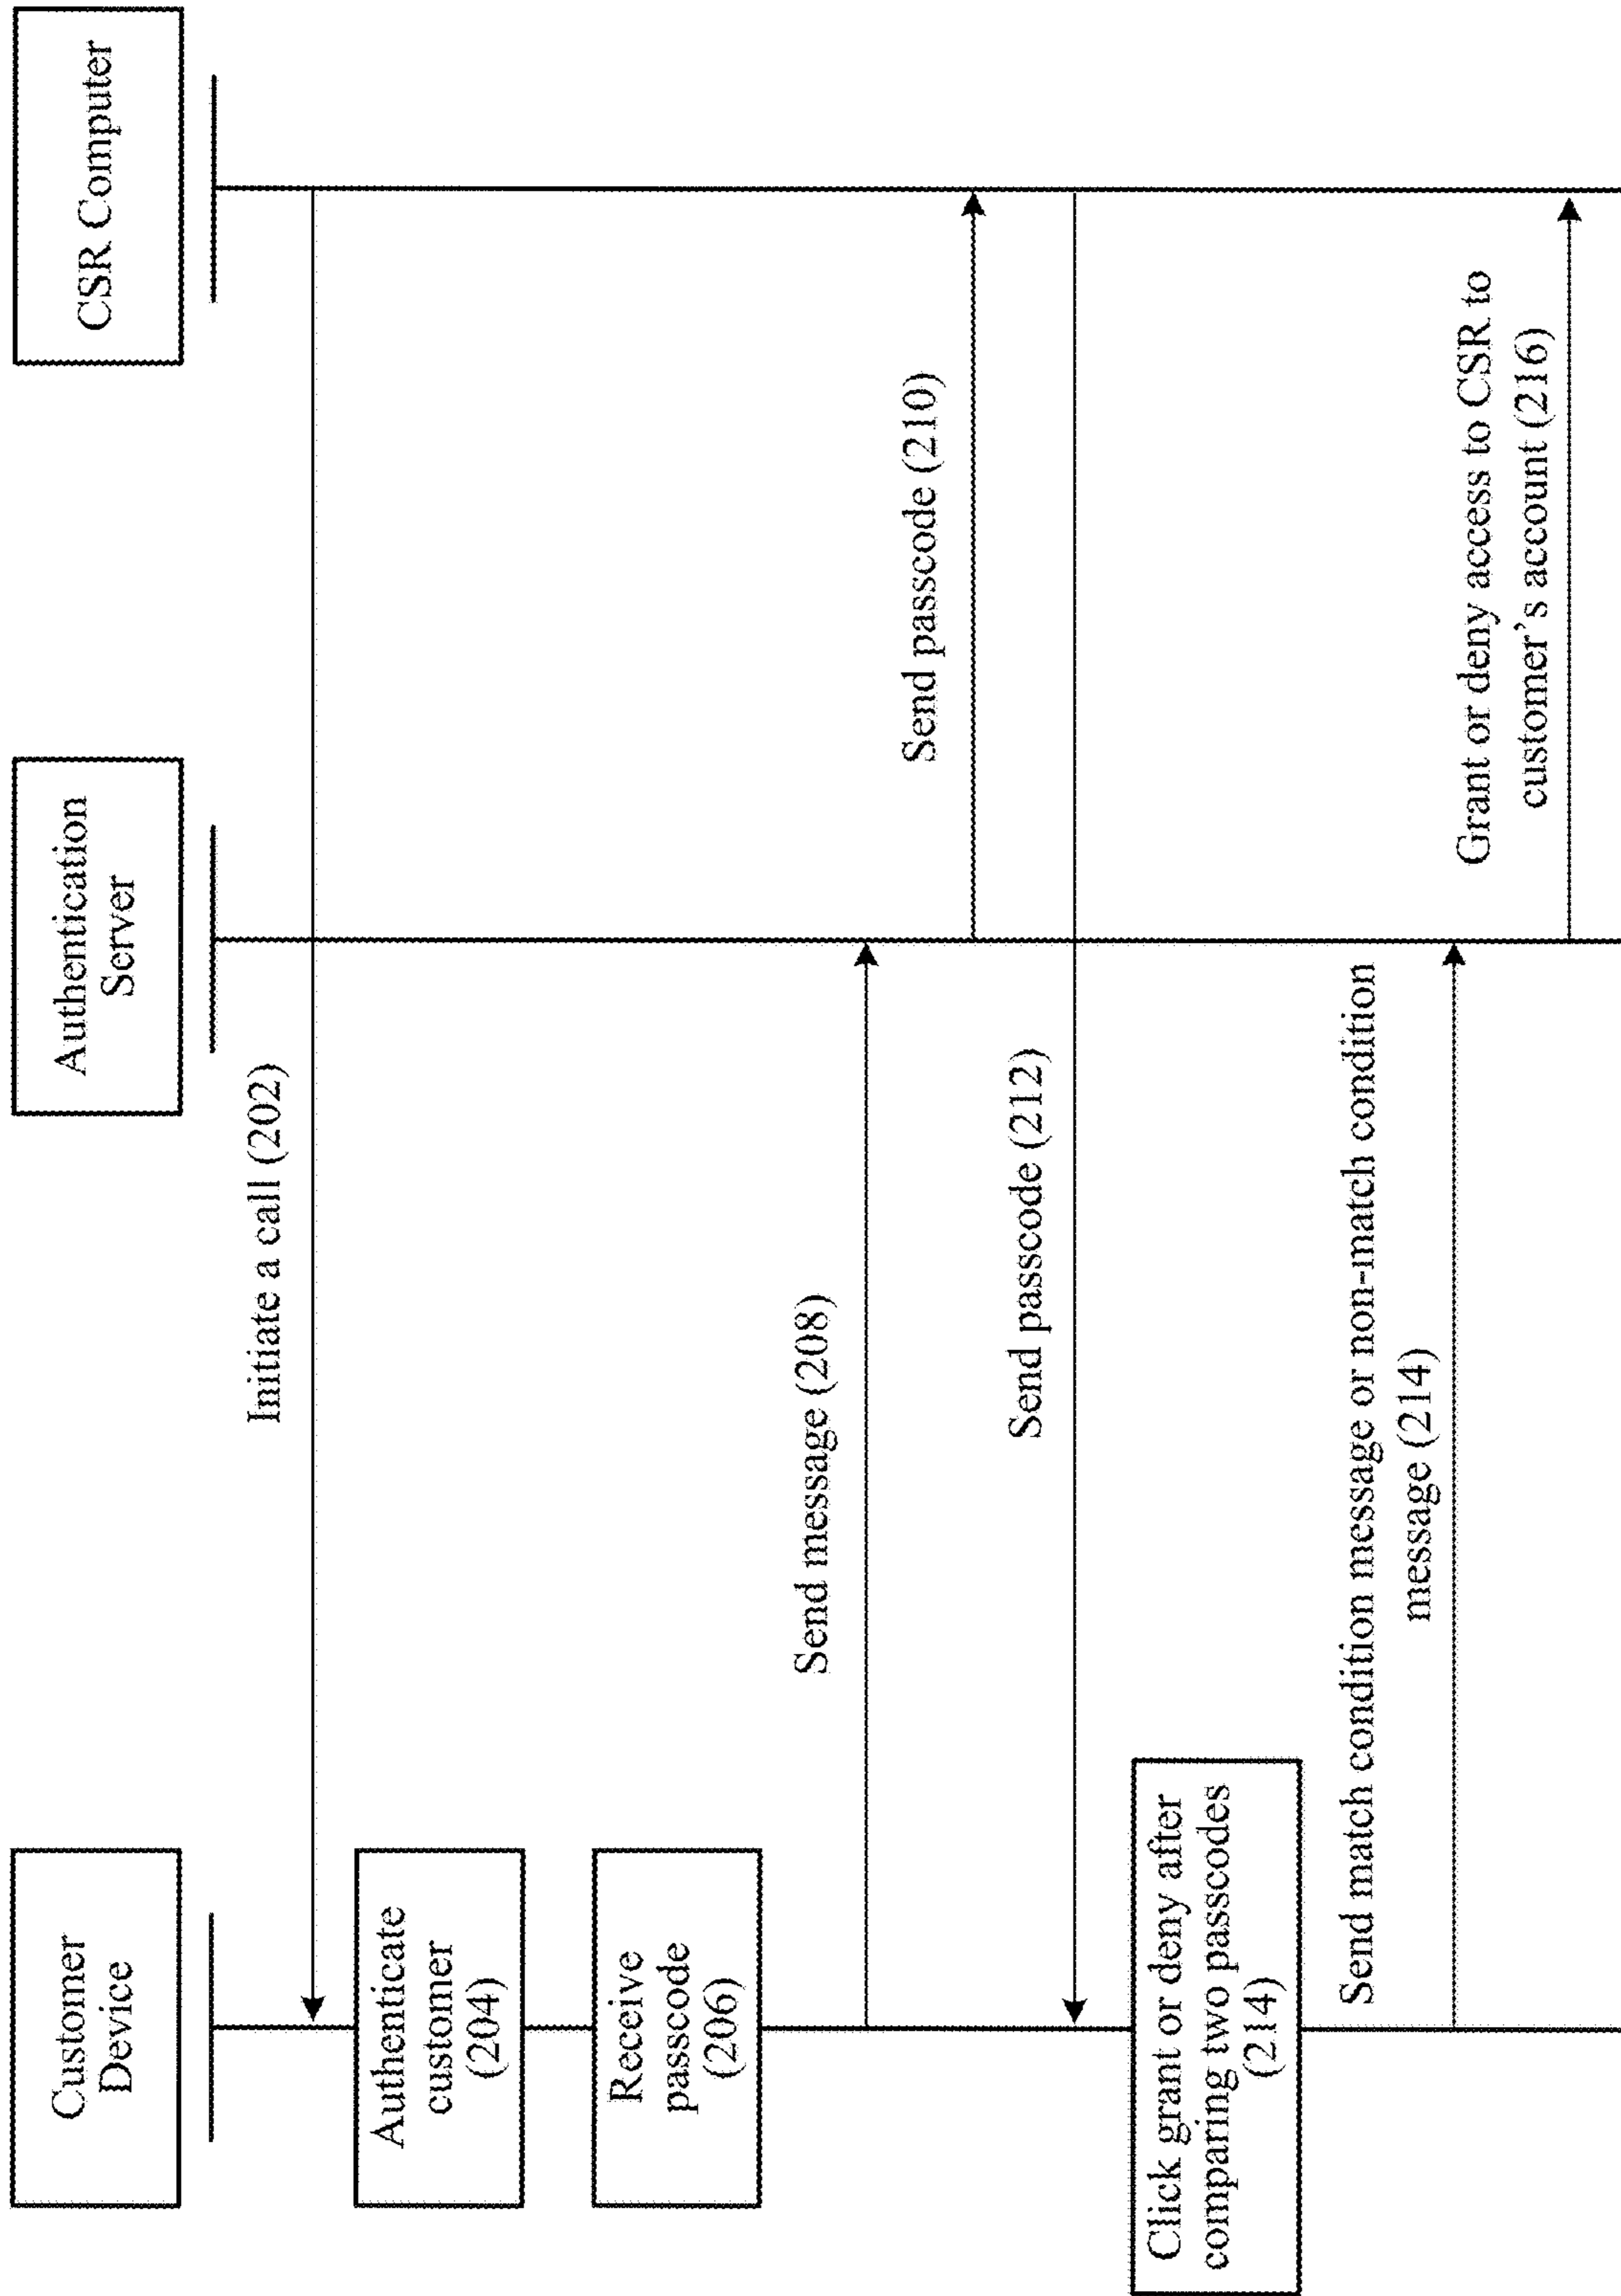 Customer
Device
Authentication
Server
CSR Computer
Initiate a call (202)
Authenticate
customer
(204)
Receive
passcode
(206)
Send message (208)
Send passcode (210)
Send passcode (212)
Click grant or deny after
comparing two passcodes
(214)
Send match condition message or non-match condition
message (214)
Grant or deny access to CSR to
customer's account (216)